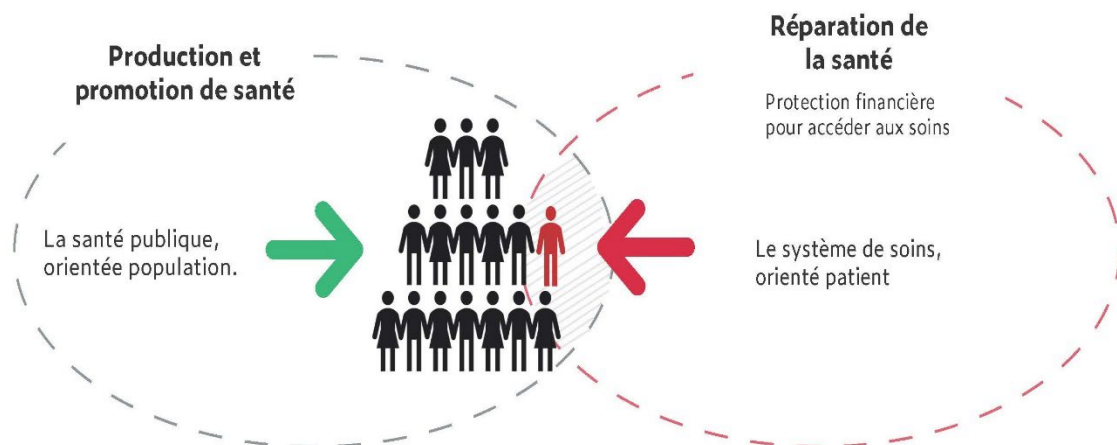 Production et
promotion de santé
La santé publique,
orientée population.
Réparation de
la santé
Protection financière
pour accéder aux soins
Le système de soins,
orienté patient